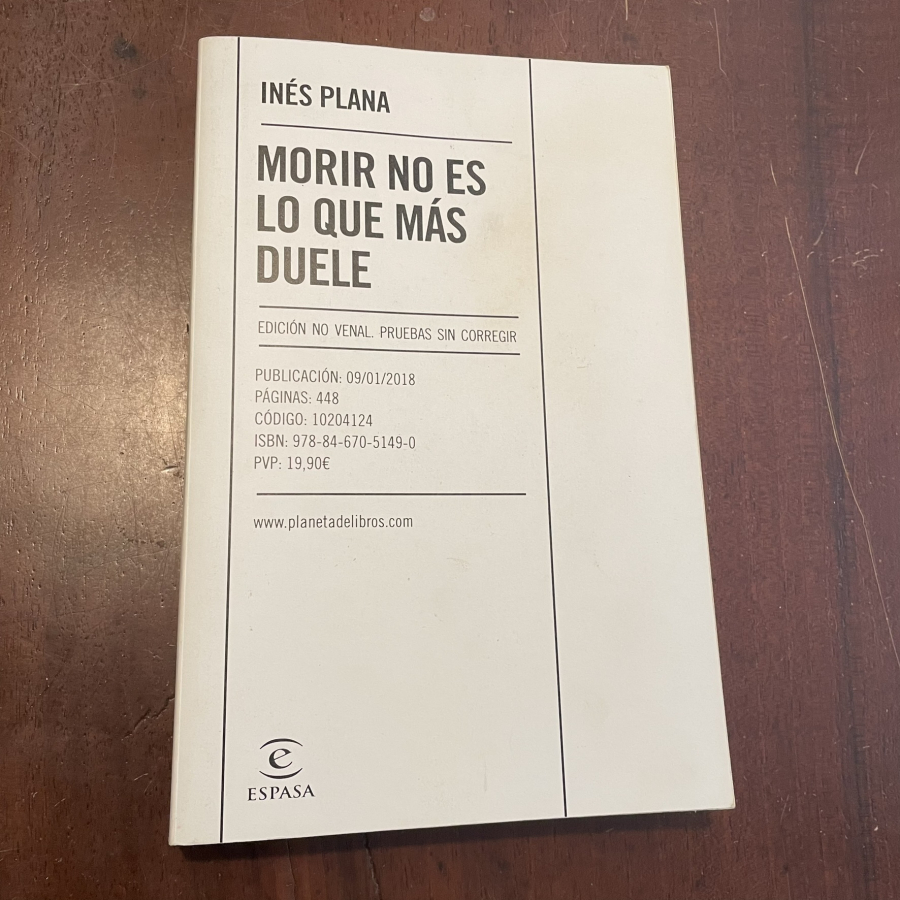 INÉS PLANA
MORIR NO ES
LO QUE MÁS
DUELE
EDICIÓN NO VENAL. PRUEBAS SIN CORREGIR
PUBLICACIÓN: 09/01/2018
PÁGINAS: 448
CÓDIGO: 10204124
ISBN: 978-84-670-5149-0
PVP: 19,90€
www.planetadelibros.com
e
ESPASA